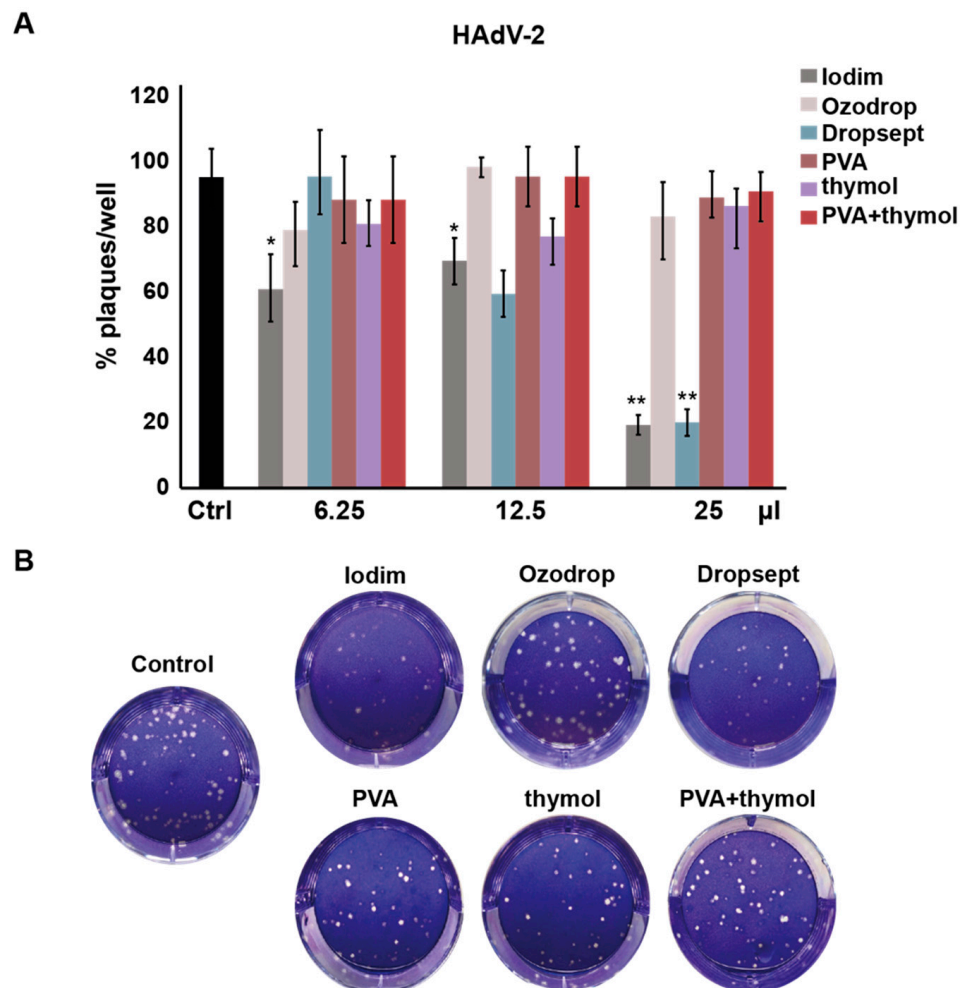 A
HAdV-2
% plaques/well
120
100
80
60
40
20
0
*
*
**
**
Ctrl
6.25
12.5
25
µl
Iodim
Ozodrop
Dropsept
PVA
thymol
PVA+thymol
B
Control
Iodim
Ozodrop
Dropsept
PVA
thymol
PVA+thymol